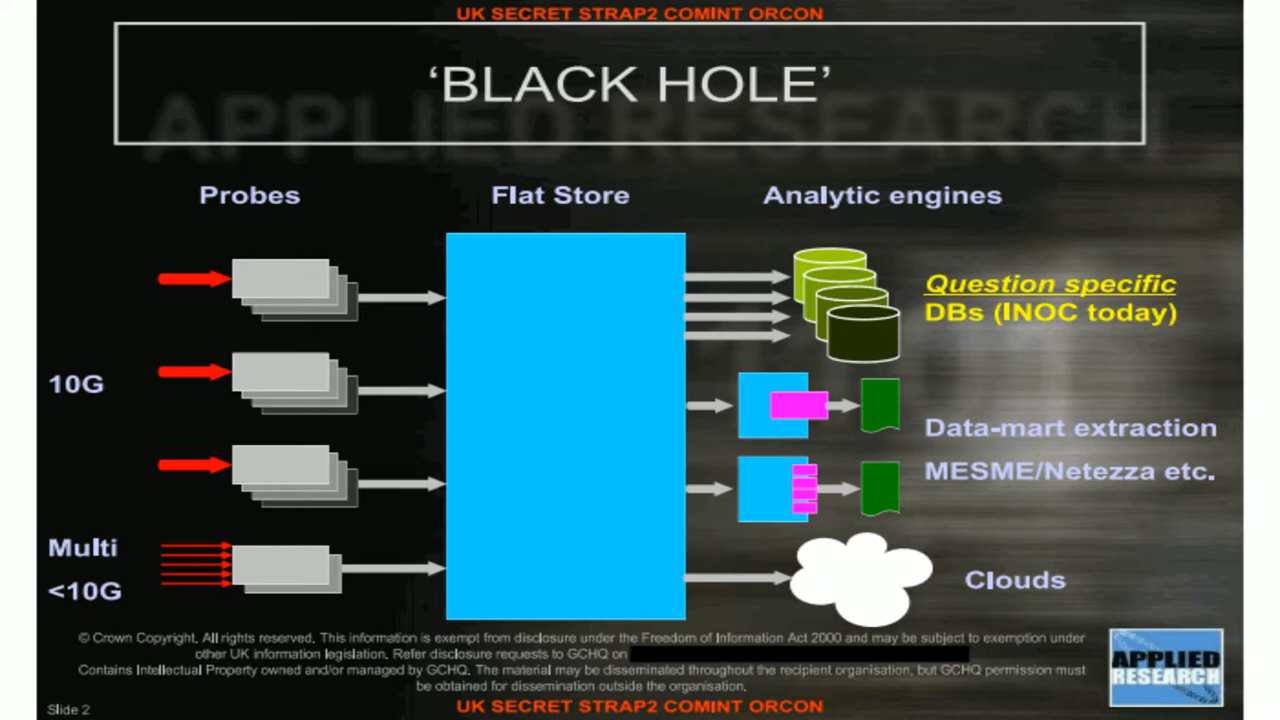 UK SECRET STRAP2 COMINT ORCON
APPLIED RESEARCH
‘BLACK HOLE’
Probes
Flat Store
Analytic engines
Question specific
DBs (INOC today)
10G
Data-mart extraction
MESME/Netezza etc.
Multi
<10G
Clouds
© Crown Copyright. All rights reserved. This information is exempt from disclosure under the Freedom of Information Act 2000 and may be subject to exemption under
other UK information legislation. Refer disclosure requests to GCHQ on
Contains Intellectual Property owned and/or managed by GCHQ. The material may be disseminated throughout the recipient organisation, but GCHQ permission must
be obtained for dissemination outside the organisation.
APPLIED
RESEARCH
Slide 2
UK SECRET STRAP2 COMINT ORCON